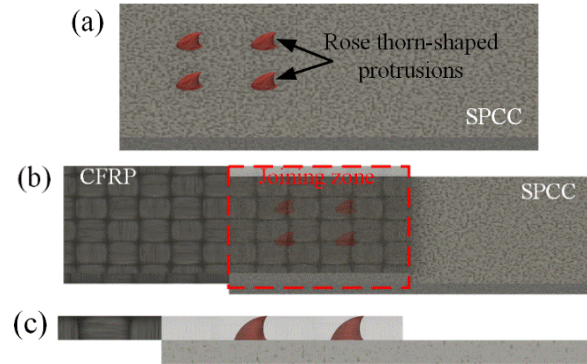 (a)
Rose thorn-shaped
protrusions
SPCC
(b)
CFRP
Joining zone
SPCC
(c)